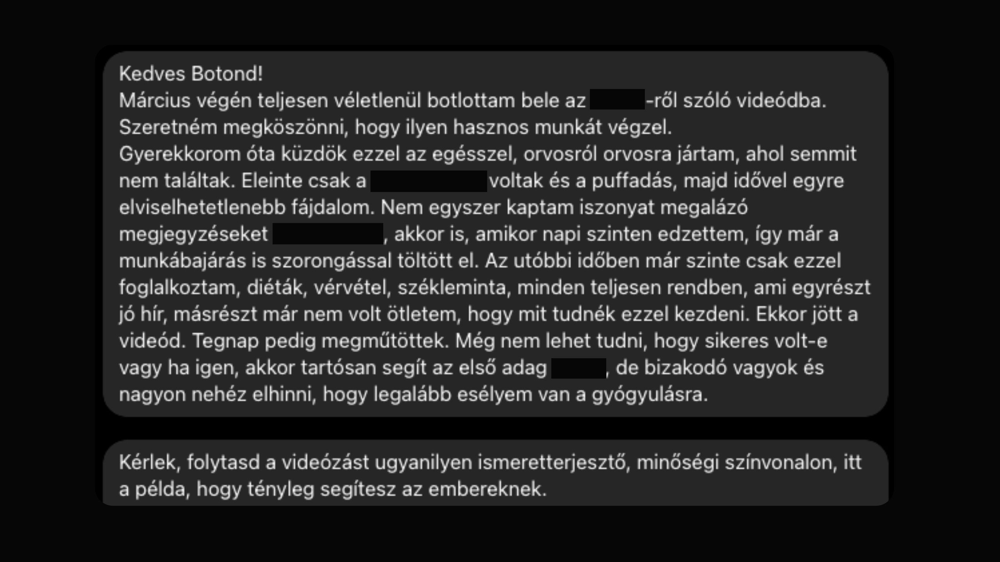 Kedves Botond!
Március végén teljesen véletlenül botlottam bele az -ről szóló videódba.
Szeretném megköszönni, hogy ilyen hasznos munkát végzel.
Gyerekkorom óta küzdök ezzel az egésszel, orvosról orvosra jártam, ahol semmit
nem találtak. Eleinte csak a voltak és a puffadás, majd idővel egyre
elviselhetetlenebb fájdalom. Nem egyszer kaptam iszonyat megalázó
megjegyzéseket , akkor is, amikor napi szinten edzettem, így már a
munkábajárás is szorongással töltött el. Az utóbbi időben már szinte csak ezzel
foglalkoztam, diéták, vérvétel, székleminta, minden teljesen rendben, ami egyrészt
jó hír, másrészt már nem volt ötletem, hogy mit tudnék ezzel kezdeni. Ekkor jött a
videód. Tegnap pedig megműtöttek. Még nem lehet tudni, hogy sikeres volt-e
vagy ha igen, akkor tartósan segít az első adag , de bizakodó vagyok és
nagyon nehéz elhinni, hogy legalább esélyem van a gyógyulásra.
Kérlek, folytasd a videózást ugyanilyen ismeretterjesztő, minőségi színvonalon, itt
a példa, hogy tényleg segítesz az embereknek.